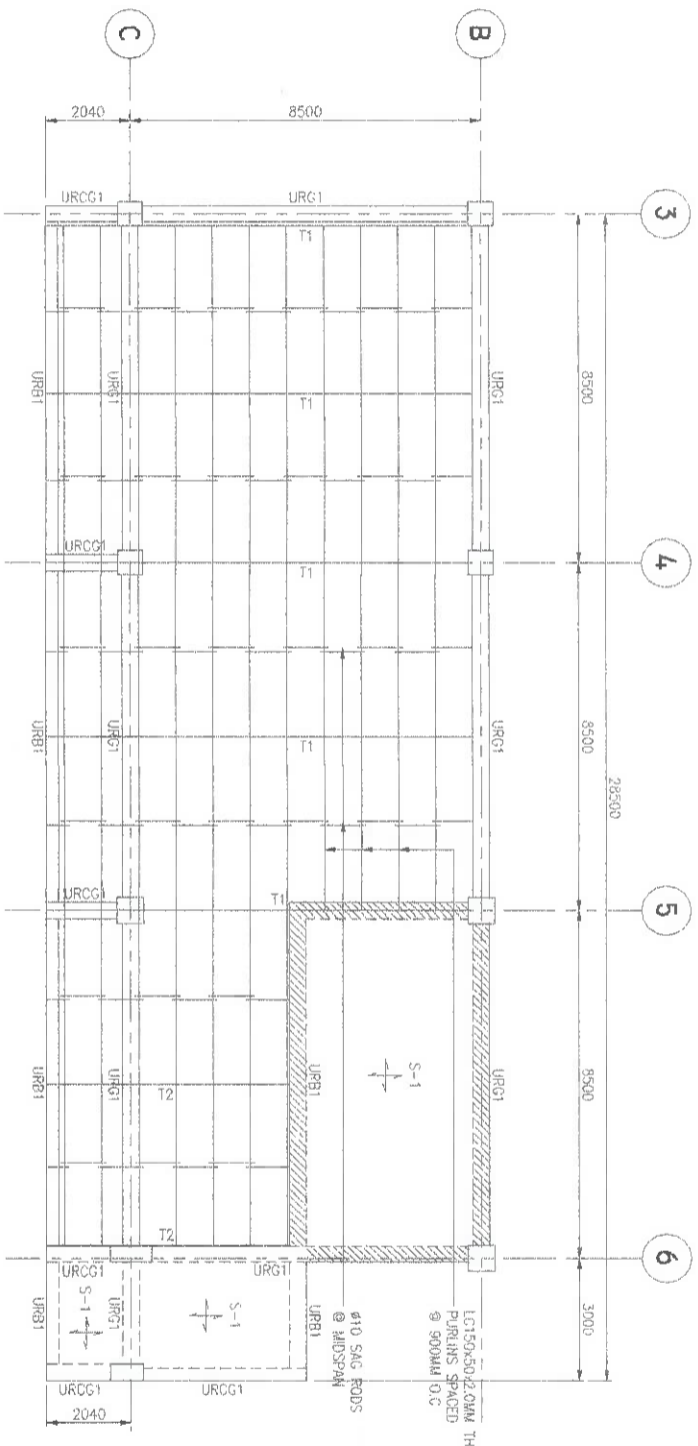 C
B
2040
8500
URCG1
URG1
3
T1
8500
URB1
URG1
T1
URG1
URCG1
T1
4
8500
28500
URB1
URG1
T1
URG1
URCG1
T1
5
S-1
8500
URB1
URG1
T2
URB1
URG1
T2
6
URCG1
URG1
LC150x50x2.0MM TH
PURLINS SPACED
@ 900MM O.C
Ø10 SAG RODS
@ MIDSPAN
3000
S-1
S-1
URB1
URG1
URB1
URCG1
URCG1
2040